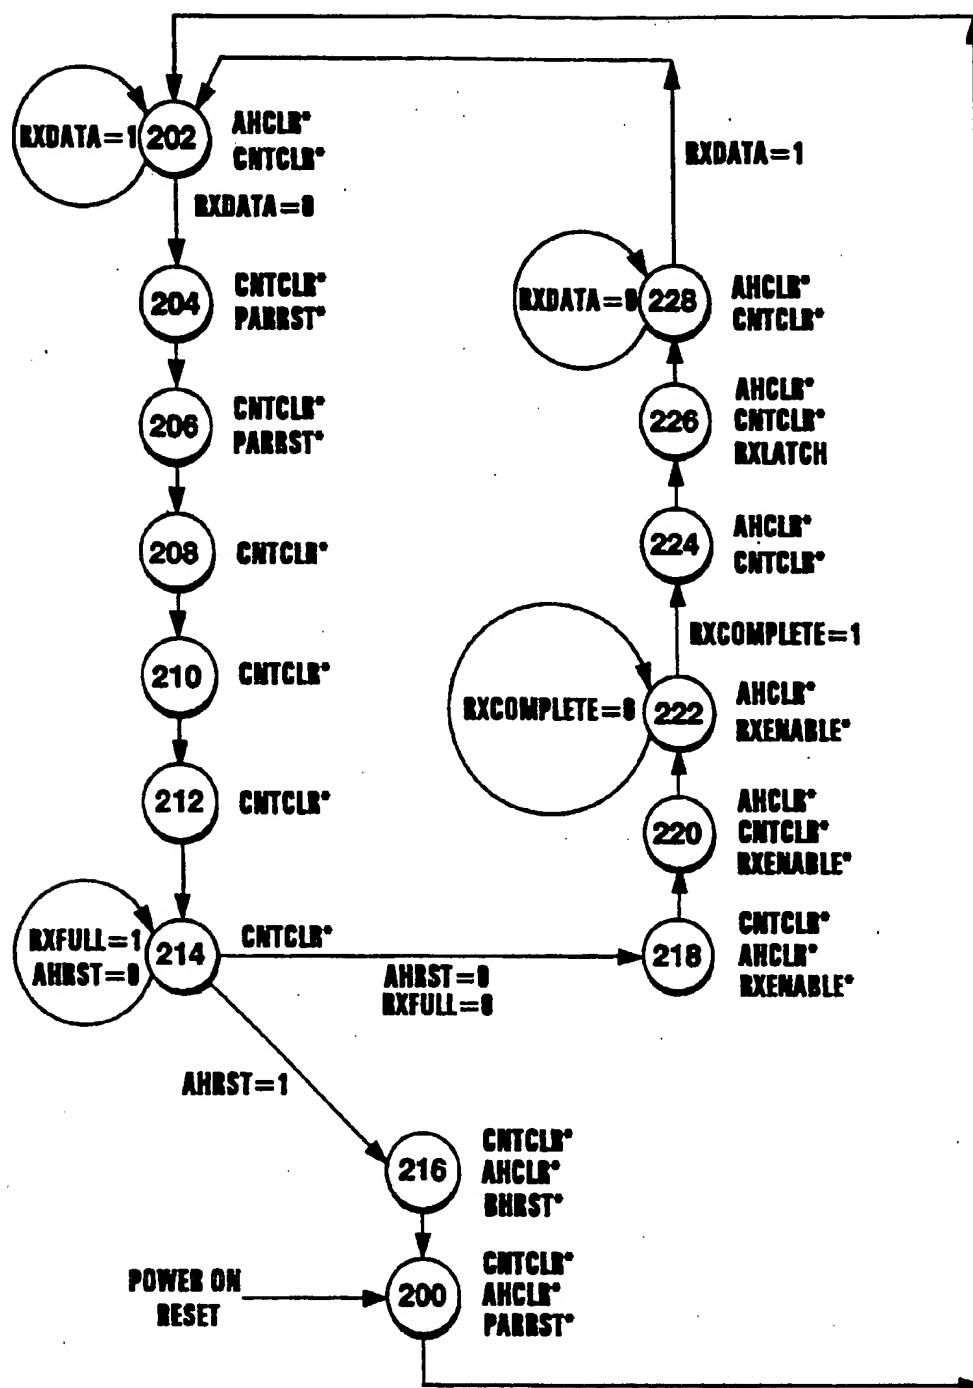 RXDATA=1
202
AHCLR*
CNTCLR*
RXDATA=0
204
CNTCLR*
PARRST*
206
CNTCLR*
PARRST*
208
CNTCLR*
210
CNTCLR*
212
CNTCLR*
RXFULL=1
AHRST=0
214
CNTCLR*
AHRST=0
RXFULL=0
AHRST=1
216
CNTCLR*
AHCLR*
BHRST*
POWER ON
RESET
200
CNTCLR*
AHCLR*
PARRST*
218
CNTCLR*
AHCLR*
RXENABLE*
220
AHCLR*
CNTCLR*
RXENABLE*
RXCOMPLETE=0
222
AHCLR*
RXENABLE*
RXCOMPLETE=1
224
AHCLR*
CNTCLR*
226
AHCLR*
CNTCLR*
RXLATCH
RXDATA=0
228
AHCLR*
CNTCLR*
RXDATA=1